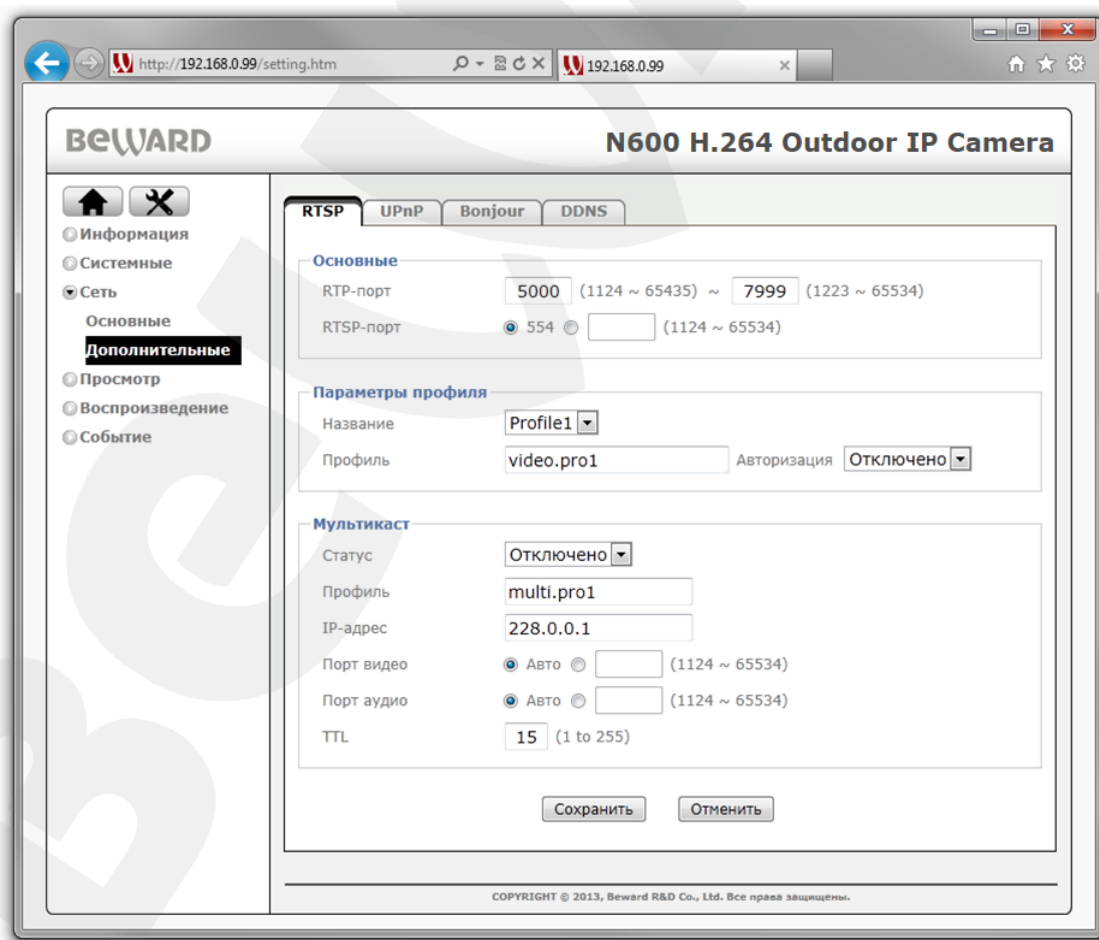 http://192.168.0.99/setting.htm
192.168.0.99
BEWARD
N600 H.264 Outdoor IP Camera
RTSP UPnP Bonjour DDNS
Информация
Системные
Сеть
Основные
Дополнительные
Просмотр
Воспроизведение
Событие
Основные
RTP-порт 5000 (1124 ~ 65435) ~ 7999 (1223 ~ 65534)
RTSP-порт 554 (1124 ~ 65534)
Параметры профиля
Название Profile1
Профиль video.pro1 Авторизация Отключено
Мультикаст
Статус Отключено
Профиль multi.pro1
IP-адрес 228.0.0.1
Порт видео Авто (1124 ~ 65534)
Порт аудио Авто (1124 ~ 65534)
TTL 15 (1 to 255)
Сохранить Отменить
COPYRIGHT © 2013, Beward R&D Co., Ltd. Все права защищены.